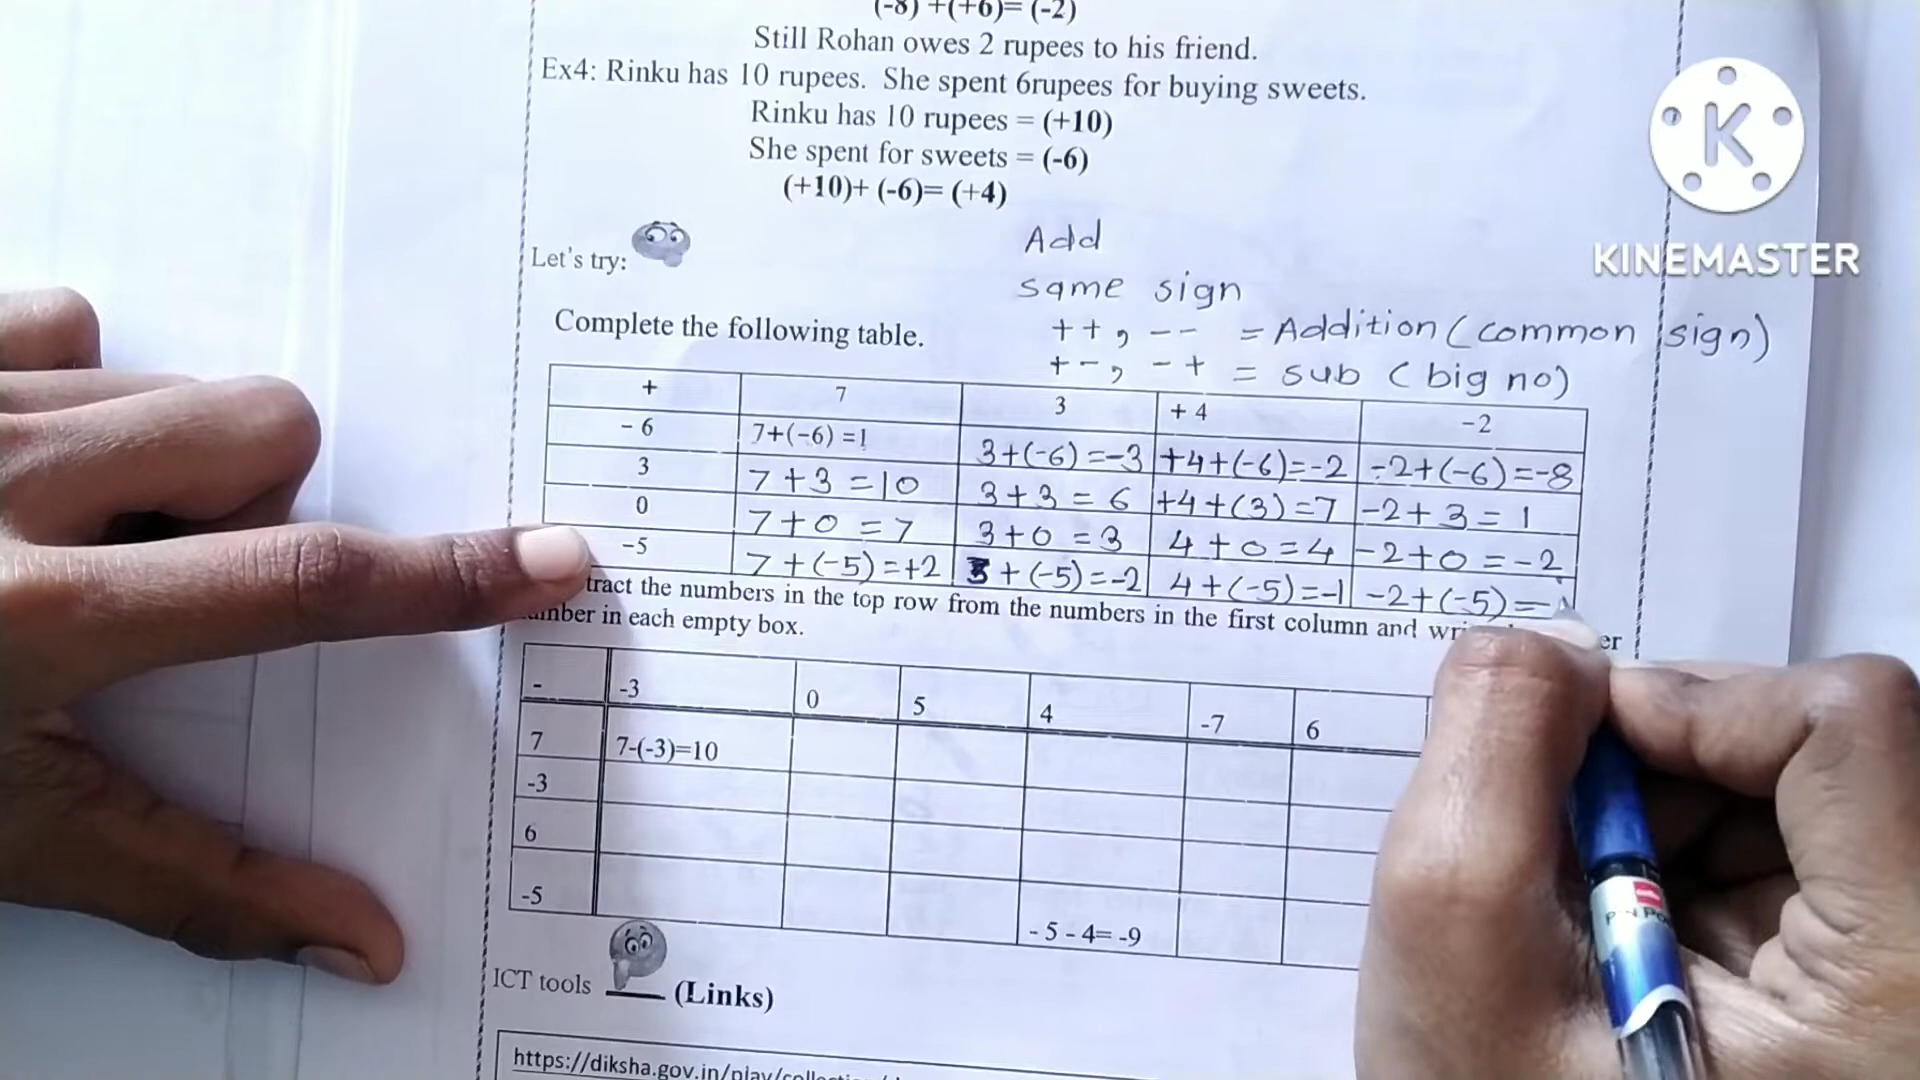 (-8) +(+6)= (-2)
Still Rohan owes 2 rupees to his friend.
Ex4: Rinku has 10 rupees. She spent 6rupees for buying sweets.
Rinku has 10 rupees = (+10)
She spent for sweets = (-6)
(+10)+ (-6)= (+4)
K
KINEMASTER
Let's try:
Add
same sign
Complete the following table.
++, -- = Addition (common sign)
+-, -+ = sub (big no)
+ 7 3 + 4 -2
- 6 7+(-6) =1 3+(-6) =-3 +4+(-6)=-2 -2+(-6)=-8
3 7+3 =10 3+3 = 6 +4+(3)=7 -2+3=1
0 7+0 =7 3+0 =3 4+0=4 -2+0 =-2
-5 7+(-5)=+2 3+(-5)=-2 4+(-5)=-1 -2+(-5)=-
tract the numbers in the top row from the numbers in the first column and er
number in each empty box.
- -3 0 5 4 -7 6
7 7-(-3)=10
-3
6
-5 - 5 - 4= -9
ICT tools (Links)
https://diksha.gov.in/play/